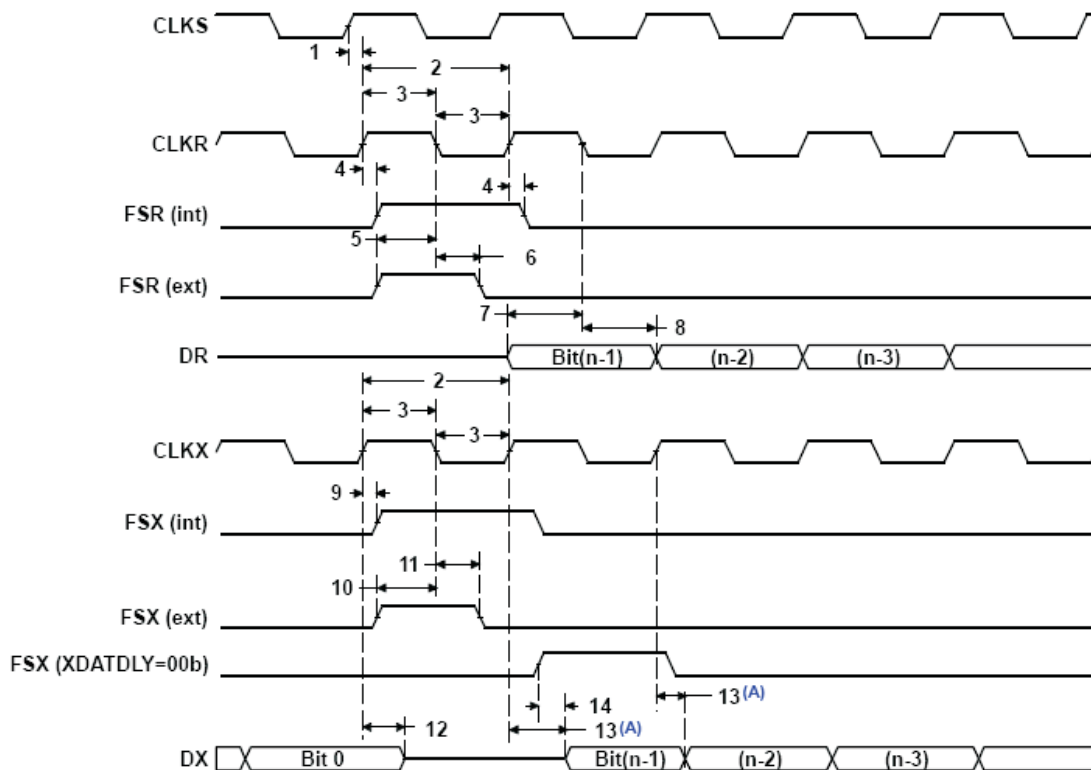 CLKS
1
2
3
3
CLKR
4
4
FSR (int)
5
6
FSR (ext)
7
8
DR
Bit(n-1)
(n-2)
(n-3)
2
3
3
CLKX
9
FSX (int)
11
10
FSX (ext)
FSX (XDATDLY=00b)
14
13(A)
12
13(A)
DX
Bit 0
Bit(n-1)
(n-2)
(n-3)